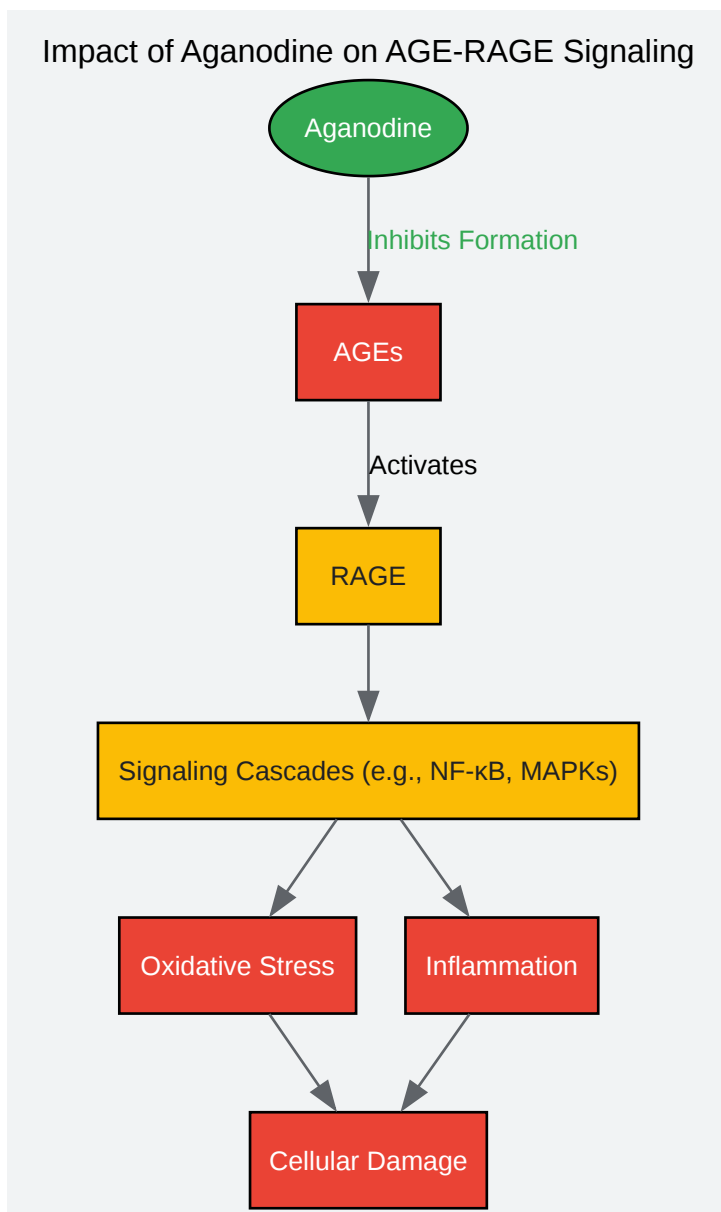 Impact of Aganodine on AGE-RAGE Signaling
Aganodine
Inhibits Formation
AGEs
Activates
RAGE
Signaling Cascades (e.g., NF-κB, MAPKs)
Oxidative Stress
Inflammation
Cellular Damage